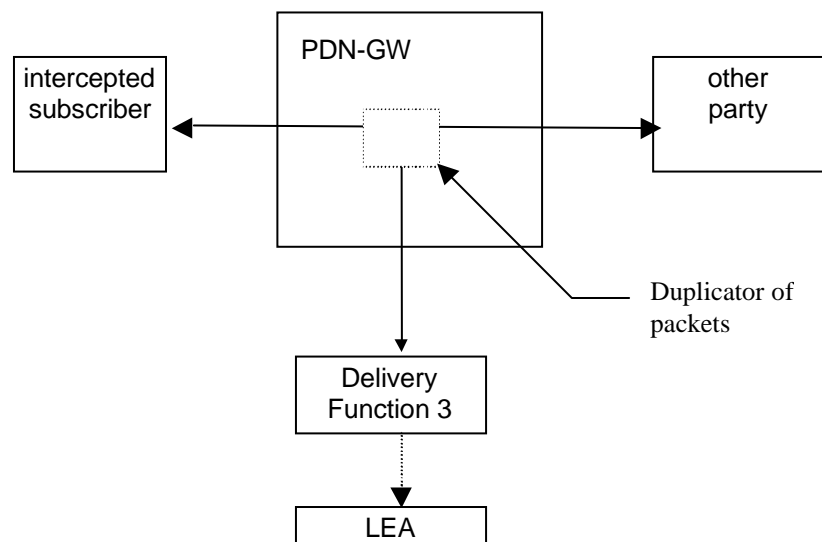 PDN-GW
intercepted
subscriber
other
party
Duplicator of
packets
Delivery
Function 3
LEA